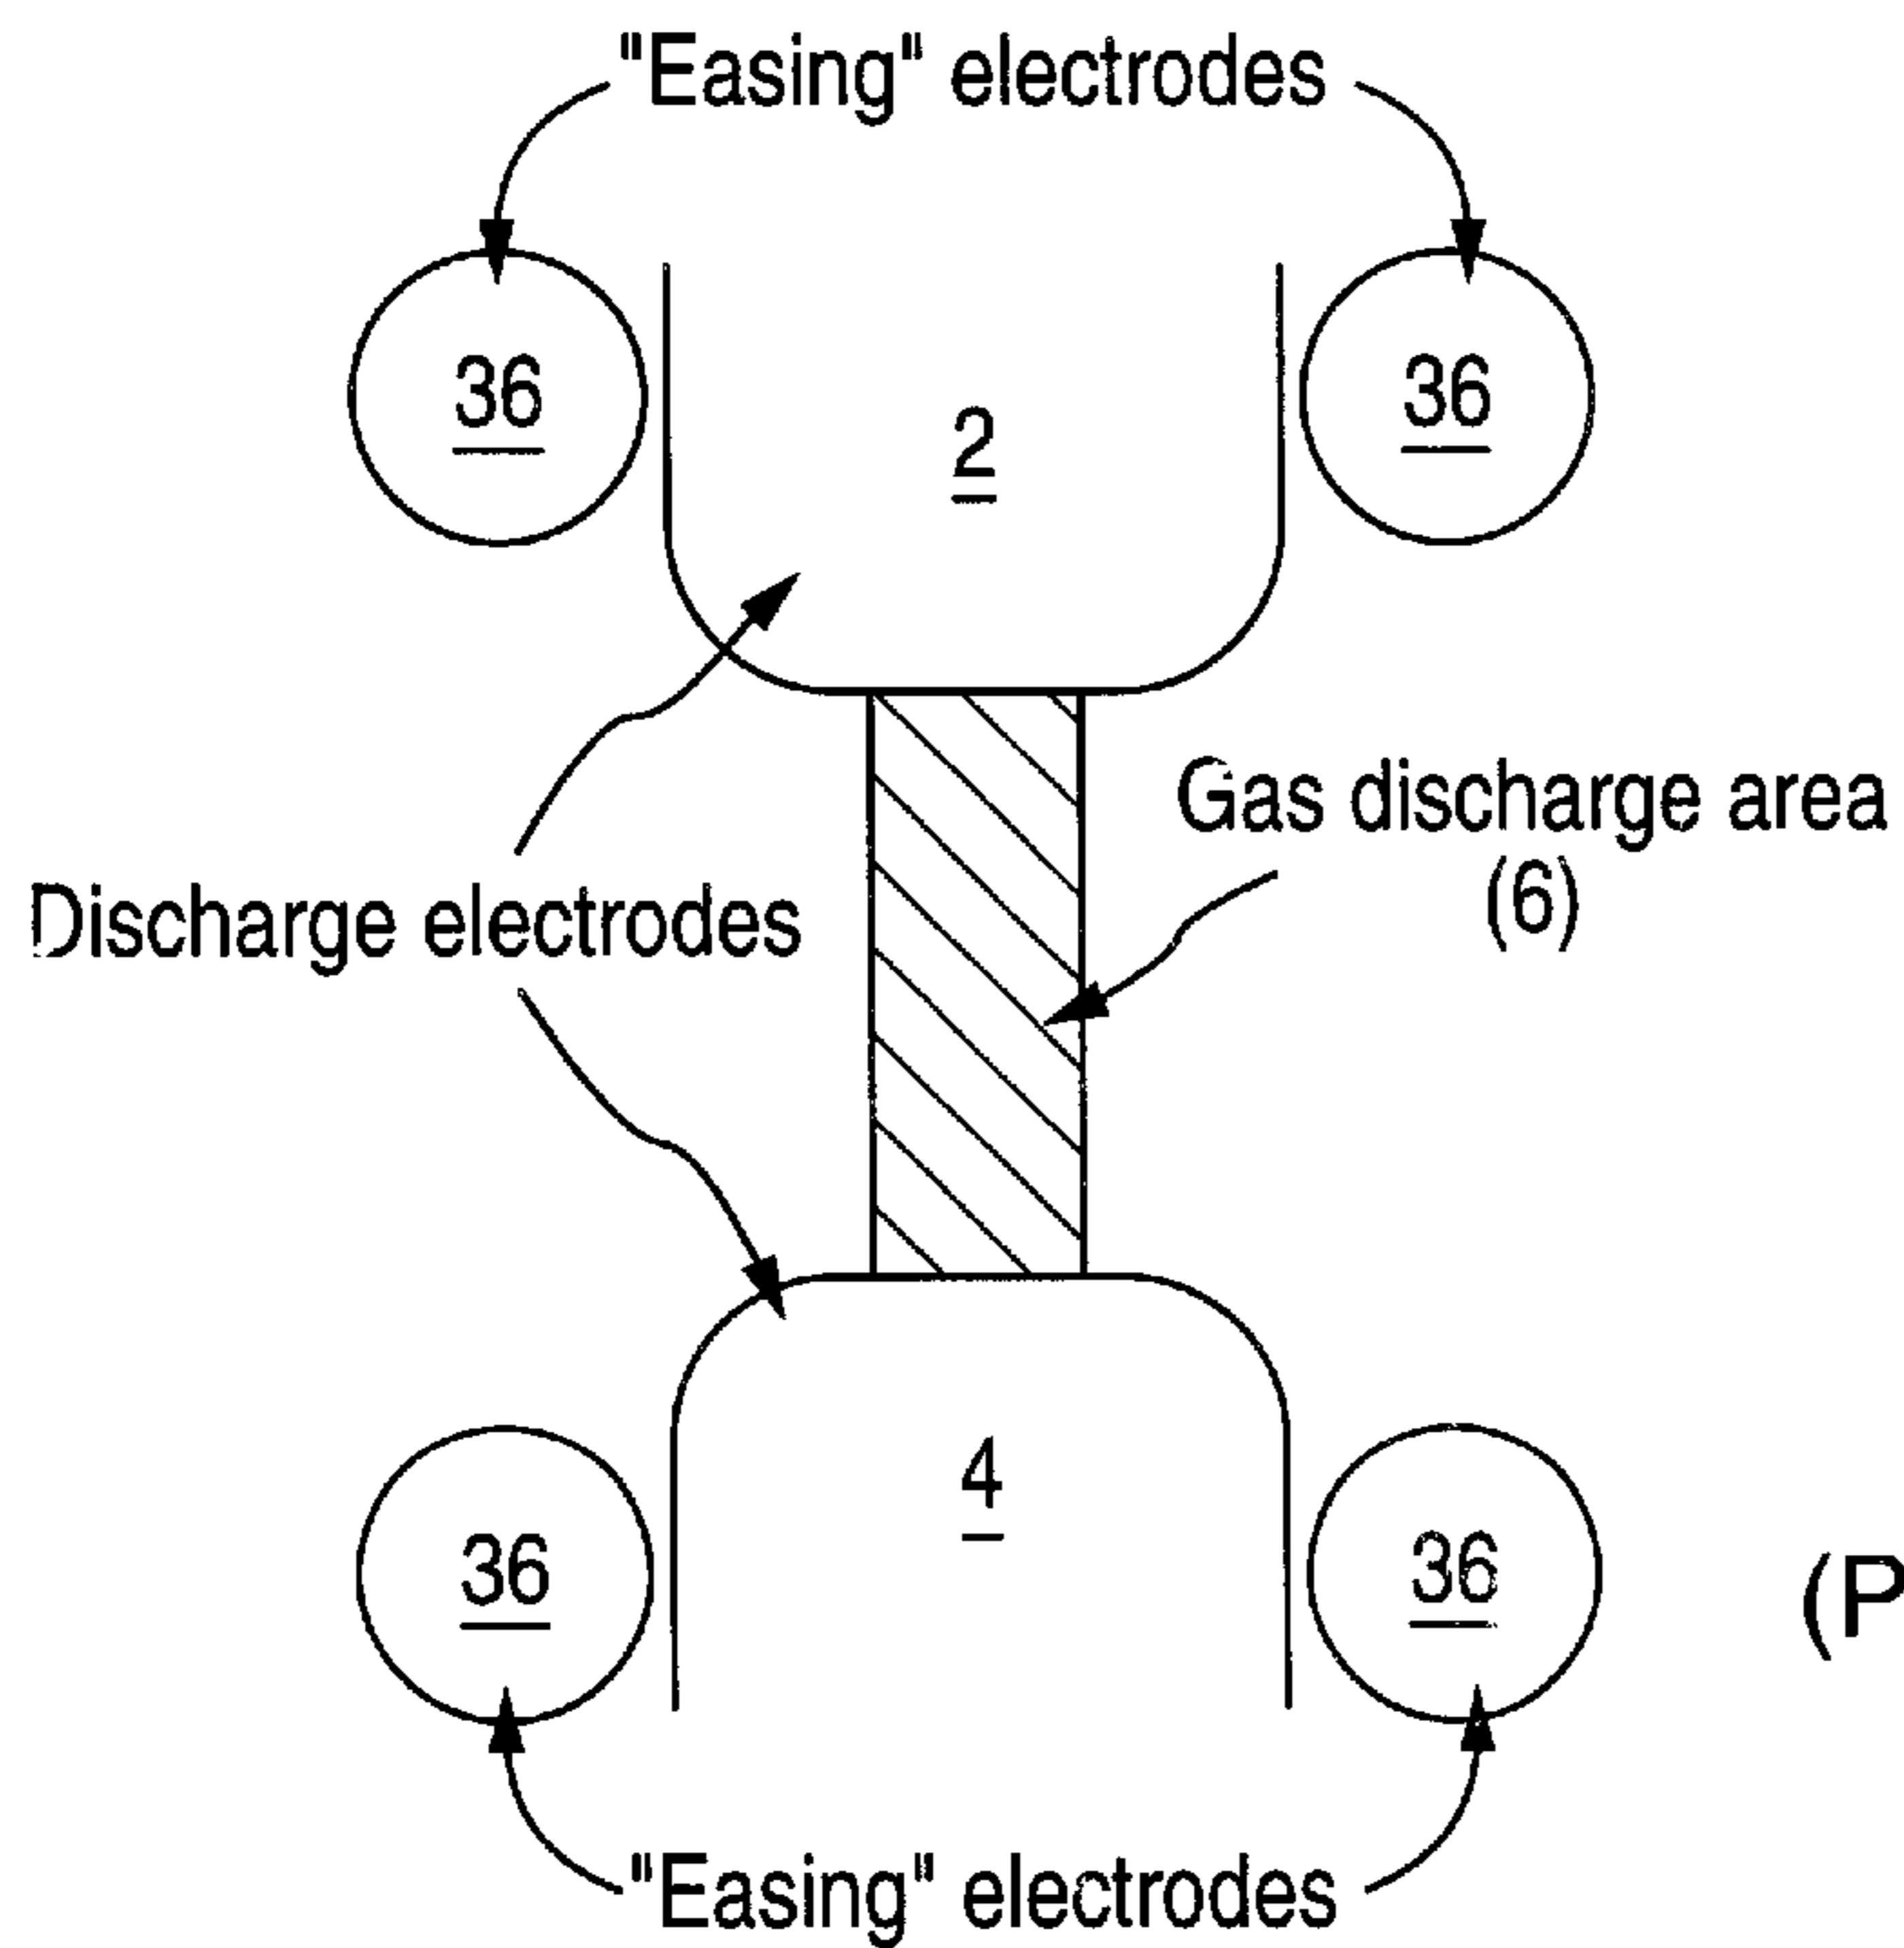 "Easing" electrodes
36
36
2
Gas discharge area
(6)
Discharge electrodes
4
36
36
(P
"Easing" electrodes